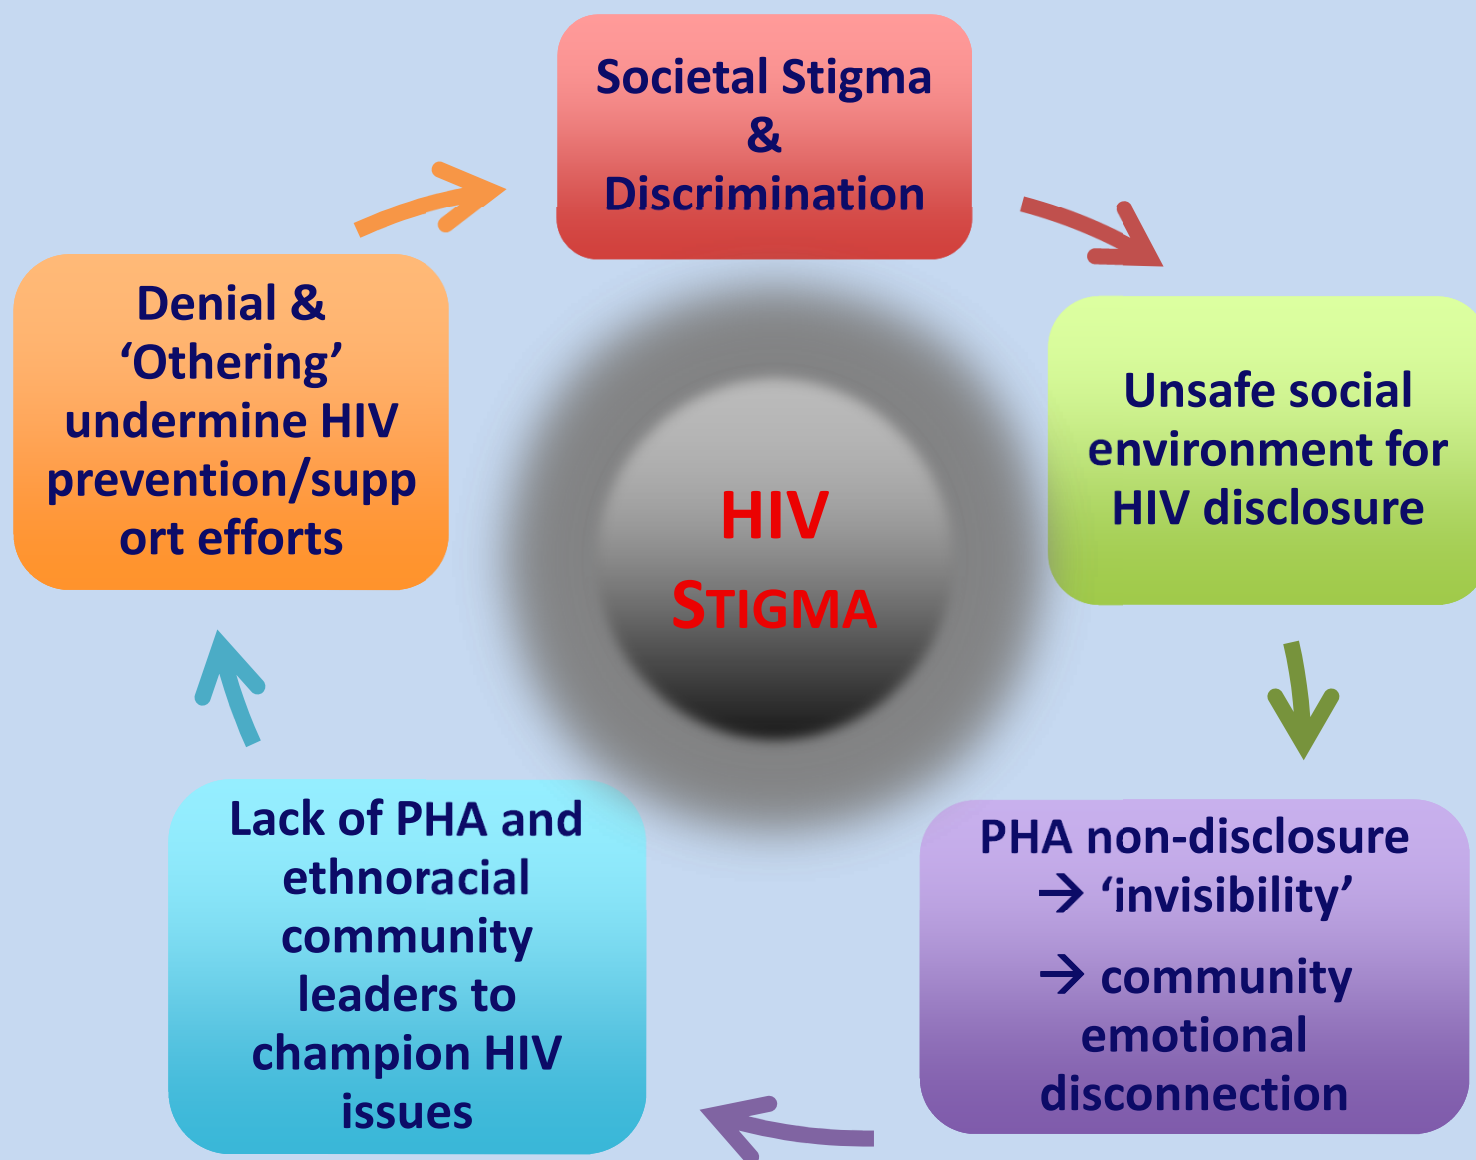 Societal Stigma
&
Discrimination
Unsafe social
environment for
HIV disclosure
PHA non-disclosure
→ ‘invisibility’
→ community
emotional
disconnection
Lack of PHA and
ethnoracial
community
leaders to
champion HIV
issues
Denial &
‘Othering’
undermine HIV
prevention/supp
ort efforts
HIV
STIGMA